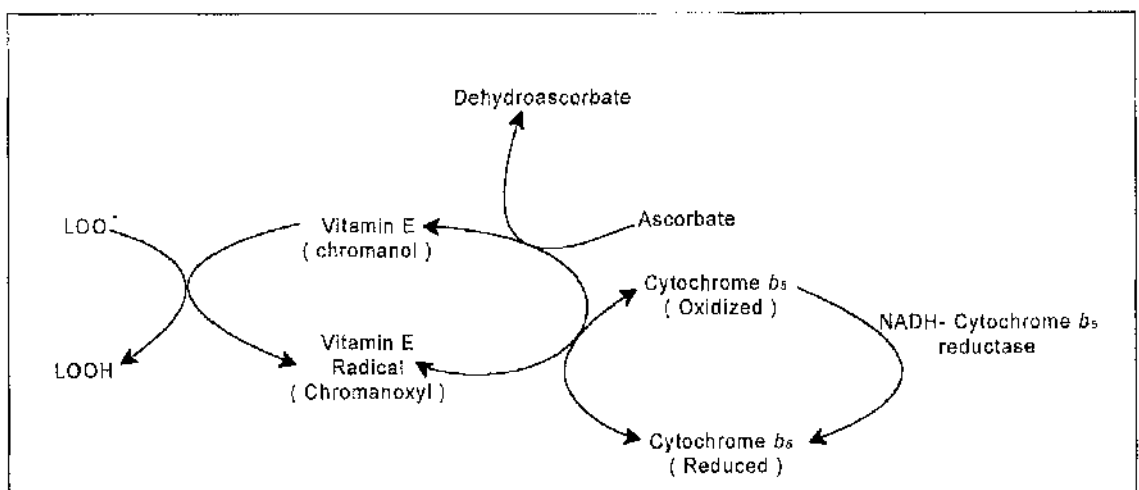 Dehydroascorbate
LOO˙
Vitamin E
( chromanol )
Ascorbate
Cytochrome b₅
( Oxidized )
NADH- Cytochrome b₅
reductase
LOOH
Vitamin E
Radical
( Chromanoxyl )
Cytochrome b₅
( Reduced )